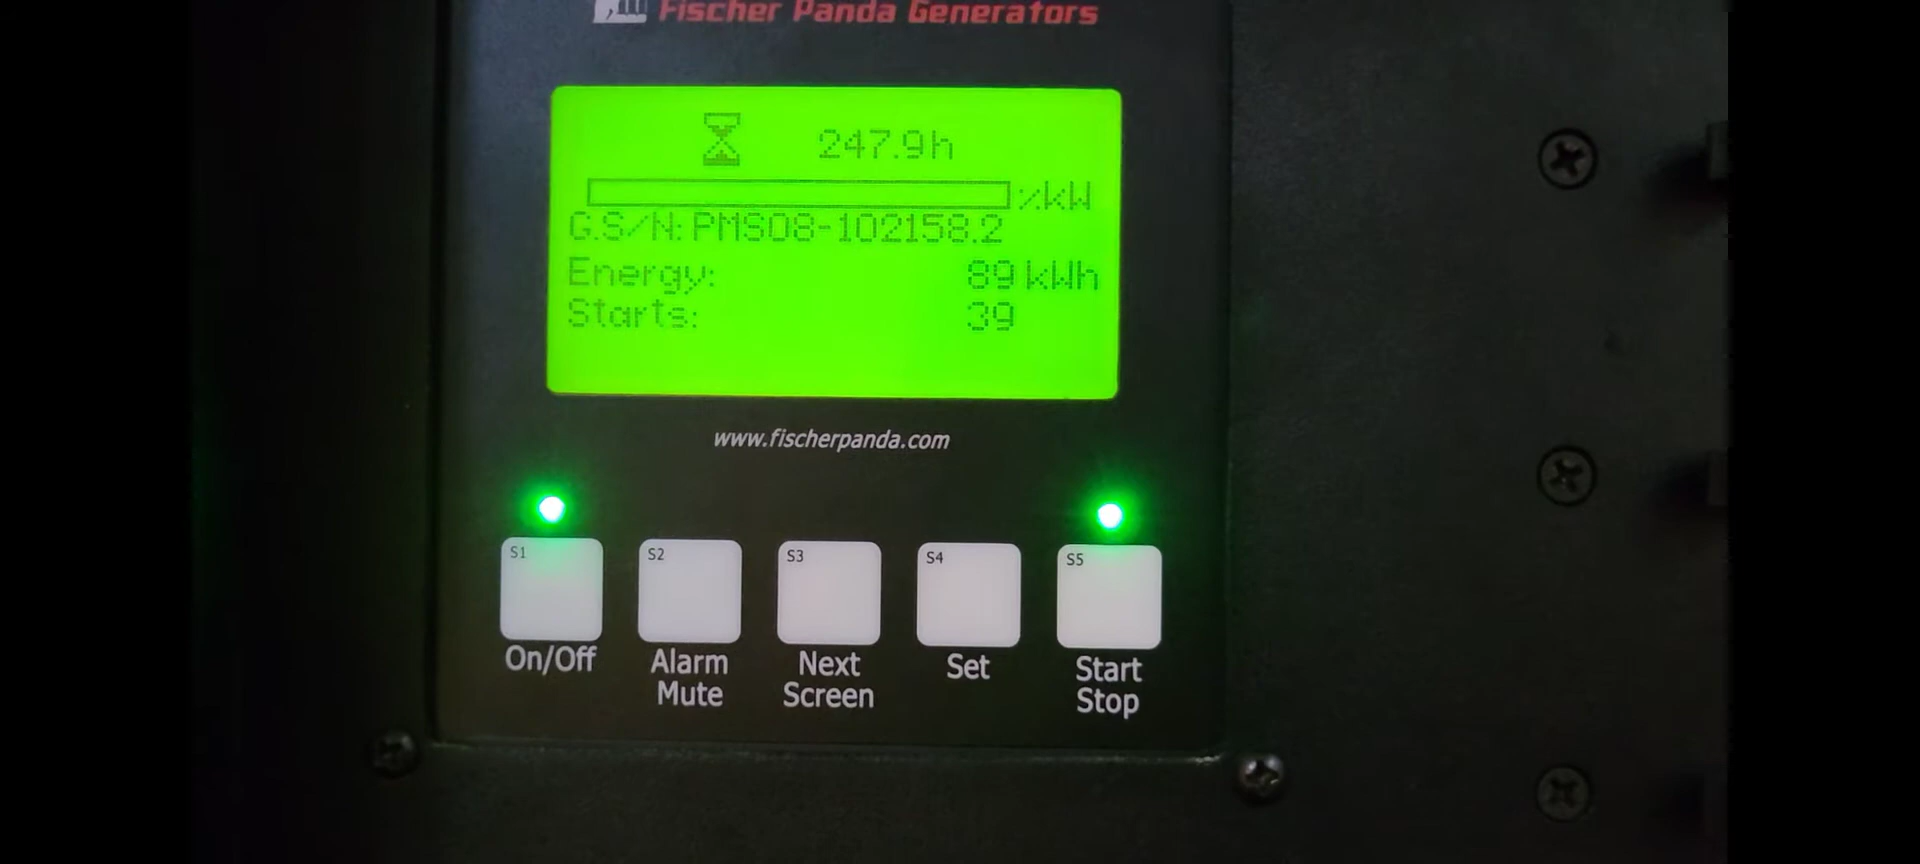 Fischer Panda Generators
247.9h
%kW
G.S/N: PMS08-102158.2
Energy: 89 kWh
Starts: 39
www.fischerpanda.com
S1 S2 S3 S4 S5
On/Off
Alarm Mute
Next Screen
Set
Start Stop